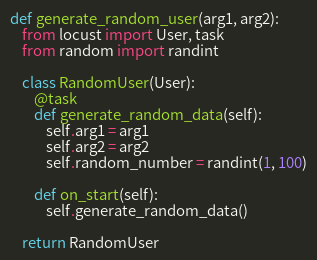 def generate_random_user(arg1, arg2):
    from locust import User, task
    from random import randint

    class RandomUser(User):
        @task
        def generate_random_data(self):
            self.arg1 = arg1
            self.arg2 = arg2
            self.random_number = randint(1, 100)

        def on_start(self):
            self.generate_random_data()

    return RandomUser